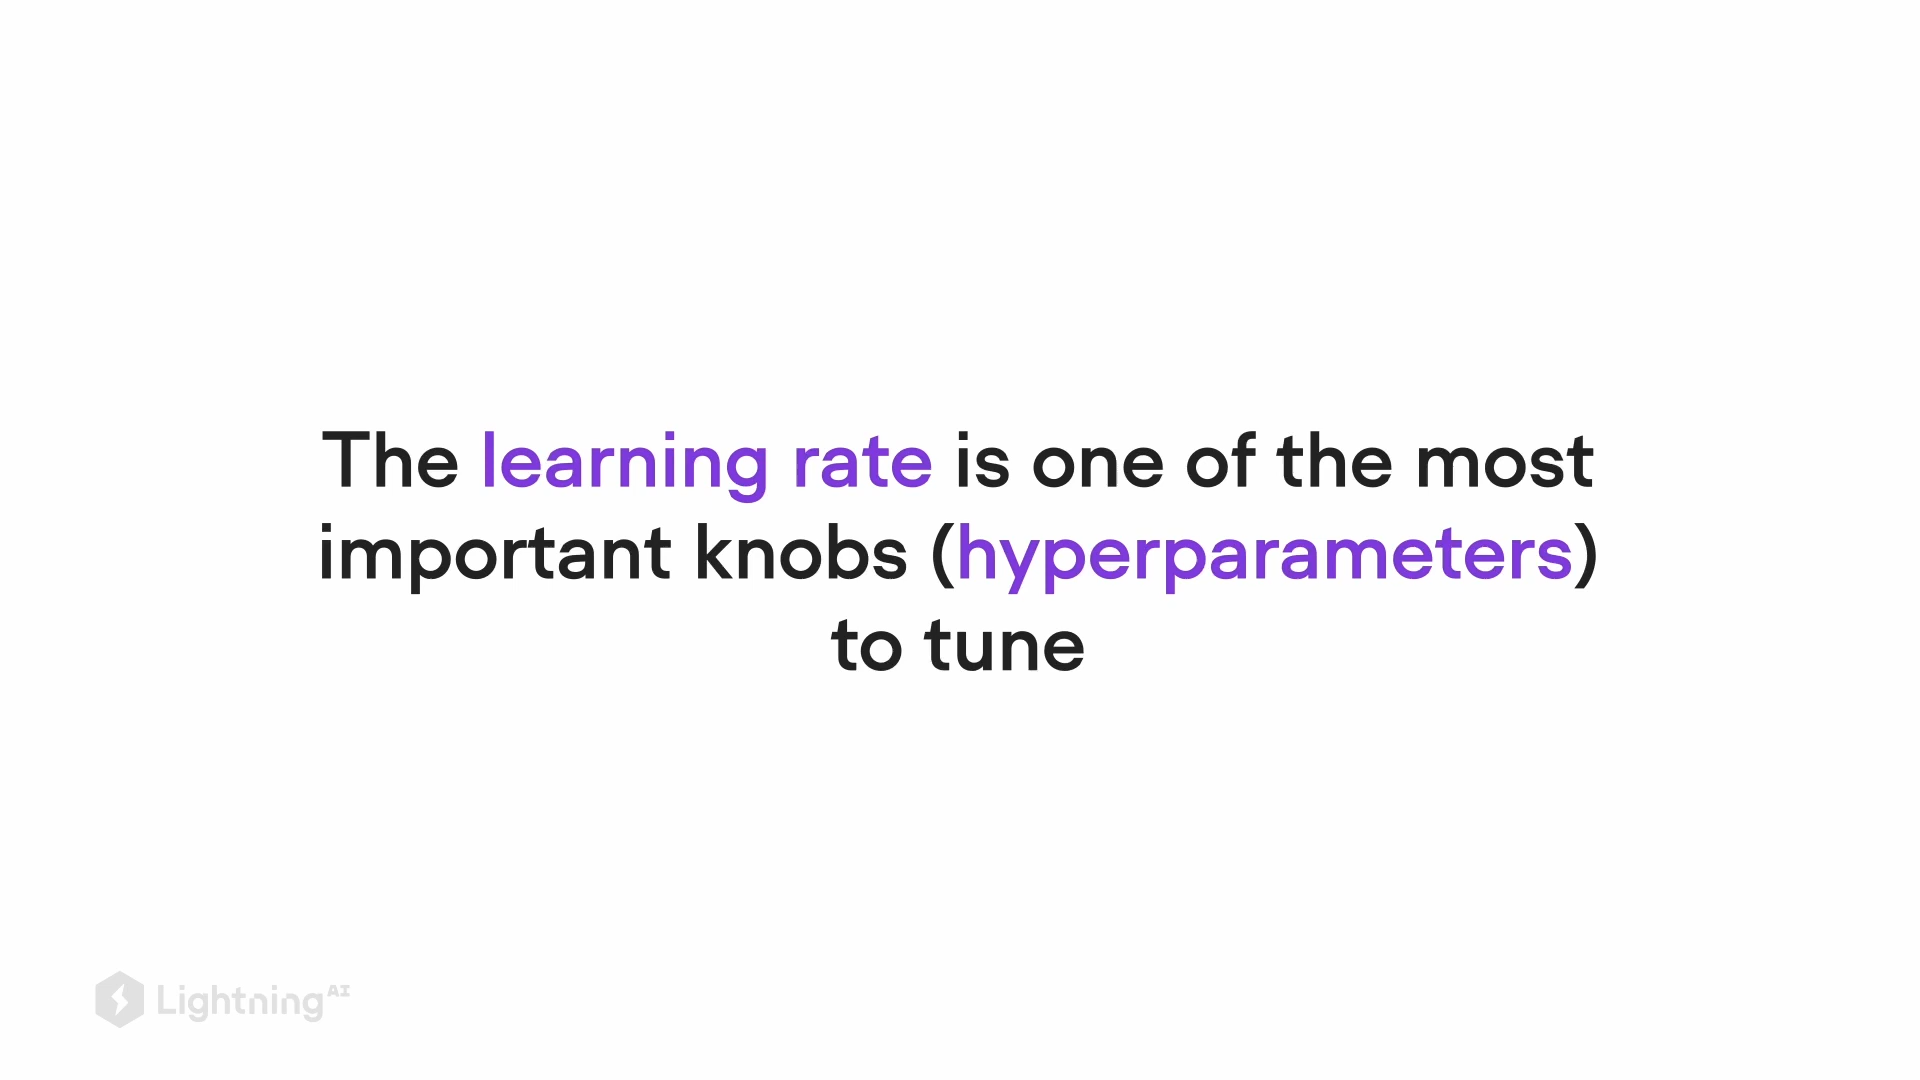 The learning rate is one of the most
important knobs (hyperparameters)
to tune
Lightning AI